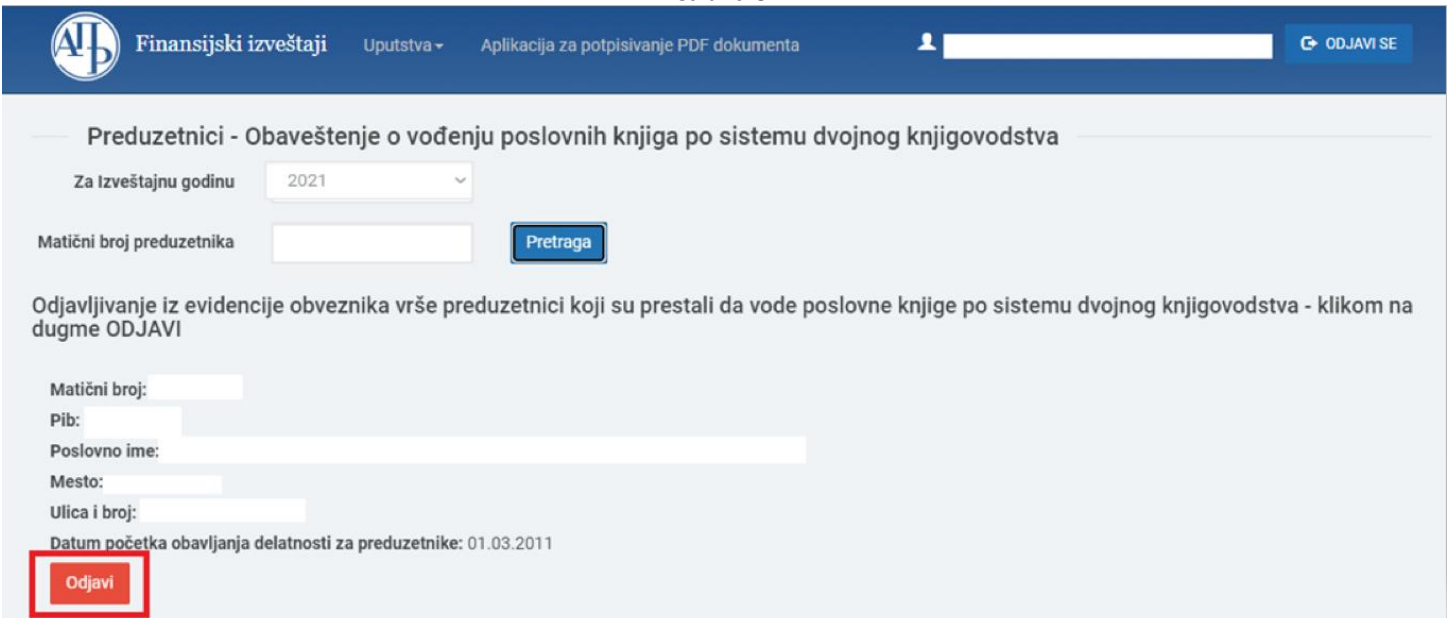 АПР Finansijski izveštaji Uputstva Aplikacija za potpisivanje PDF dokumenta ODJAVI SE
Preduzetnici - Obaveštenje o vođenju poslovnih knjiga po sistemu dvojnog knjigovodstva
Za Izveštajnu godinu 2021
Matični broj preduzetnika Pretraga
Odjavljivanje iz evidencije obveznika vrše preduzetnici koji su prestali da vode poslovne knjige po sistemu dvojnog knjigovodstva - klikom na
dugme ODJAVI
Matični broj:
Pib:
Poslovno ime:
Mesto:
Ulica i broj:
Datum početka obavljanja delatnosti za preduzetnike: 01.03.2011
Odjavi